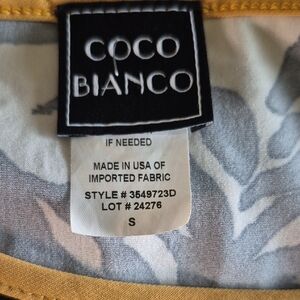 COCO
BIANCO
IF NEEDED
MADE IN USA OF
IMPORTED FABRIC
STYLE # 3549723D
LOT # 24276
S